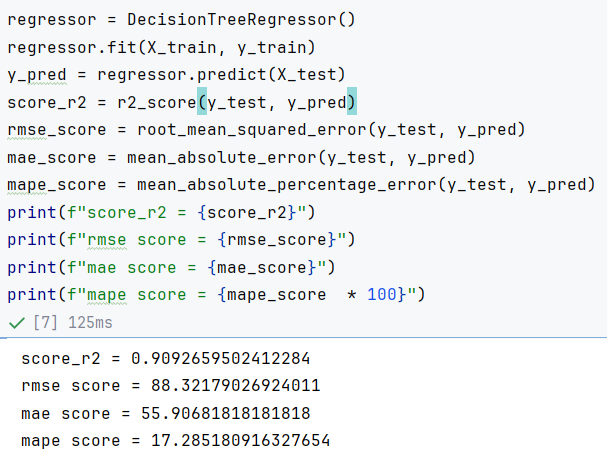 regressor = DecisionTreeRegressor()
regressor.fit(X_train, y_train)
y_pred = regressor.predict(X_test)
score_r2 = r2_score(y_test, y_pred)
rmse_score = root_mean_squared_error(y_test, y_pred)
mae_score = mean_absolute_error(y_test, y_pred)
mape_score = mean_absolute_percentage_error(y_test, y_pred)
print(f"score_r2 = {score_r2}")
print(f"rmse score = {rmse_score}")
print(f"mae score = {mae_score}")
print(f"mape score = {mape_score  * 100}")
[7] 125ms
score_r2 = 0.9092659502412284
rmse score = 88.32179026924011
mae score = 55.90681818181818
mape score = 17.285180916327654